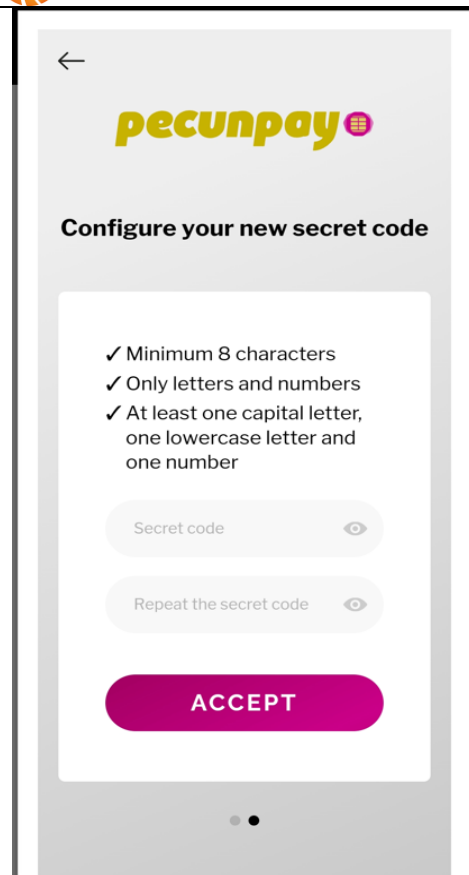 pecunpay
Configure your new secret code
✓ Minimum 8 characters
✓ Only letters and numbers
✓ At least one capital letter,
one lowercase letter and
one number
Secret code
Repeat the secret code
ACCEPT